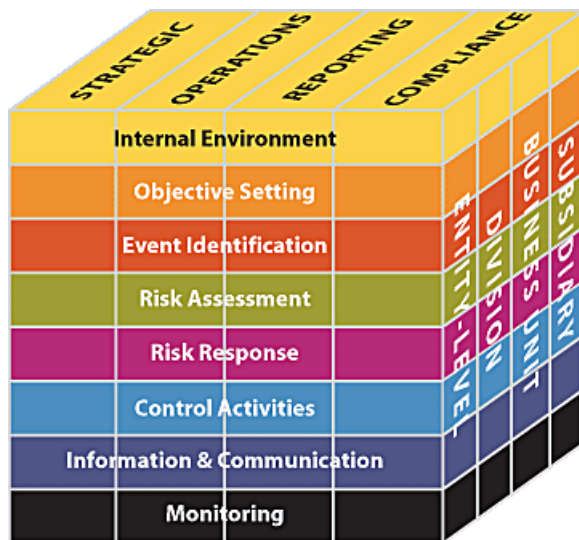 STRATEGIC
OPERATIONS
REPORTING
COMPLIANCE
Internal Environment
Objective Setting
Event Identification
Risk Assessment
Risk Response
Control Activities
Information & Communication
Monitoring
ENTITY-LEVEL
DIVISION
BUSINESS UNIT
SUBSIDIARY